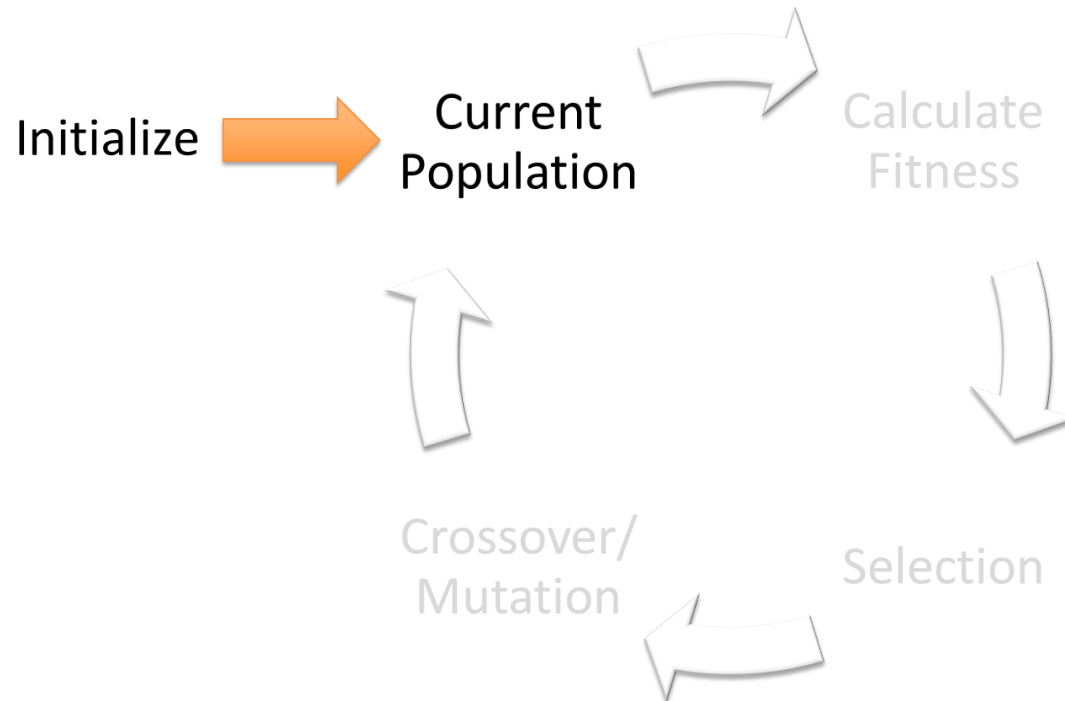 Initialize
Current
Population
Calculate
Fitness
Selection
Crossover/
Mutation